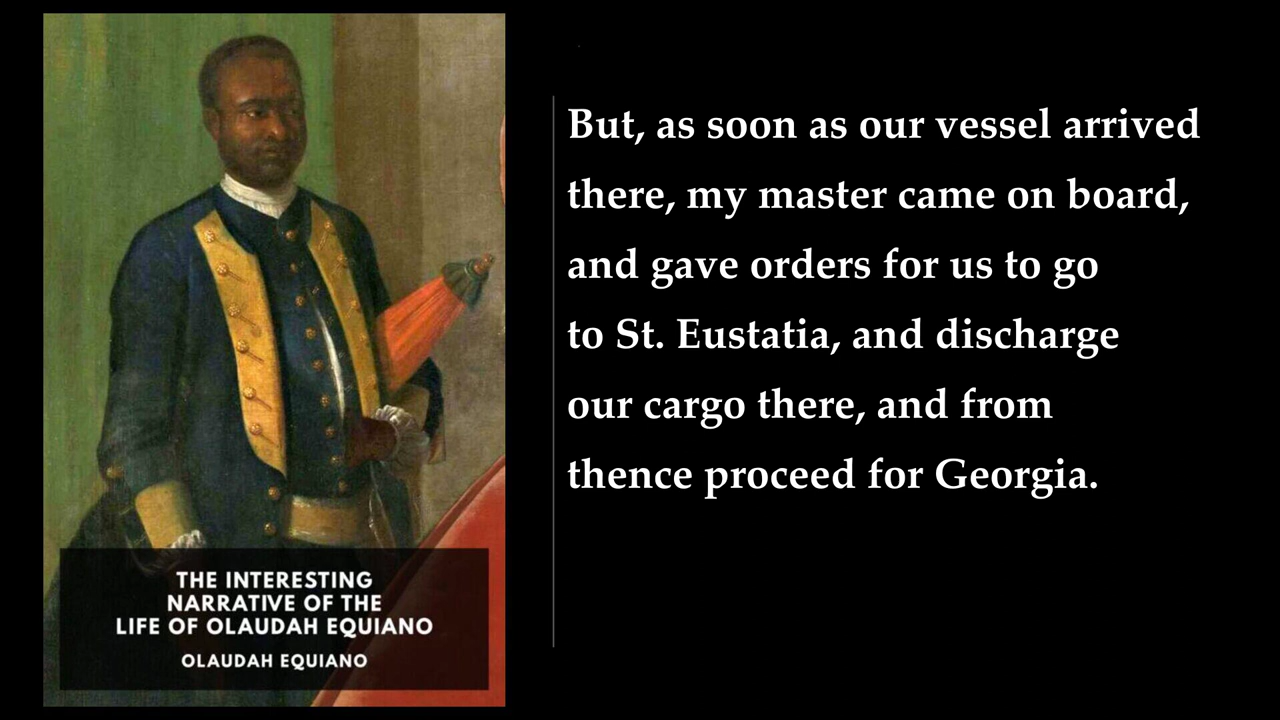 THE INTERESTING
NARRATIVE OF THE
LIFE OF OLAUDAH EQUIANO
OLAUDAH EQUIANO
But, as soon as our vessel arrived
there, my master came on board,
and gave orders for us to go
to St. Eustatia, and discharge
our cargo there, and from
thence proceed for Georgia.